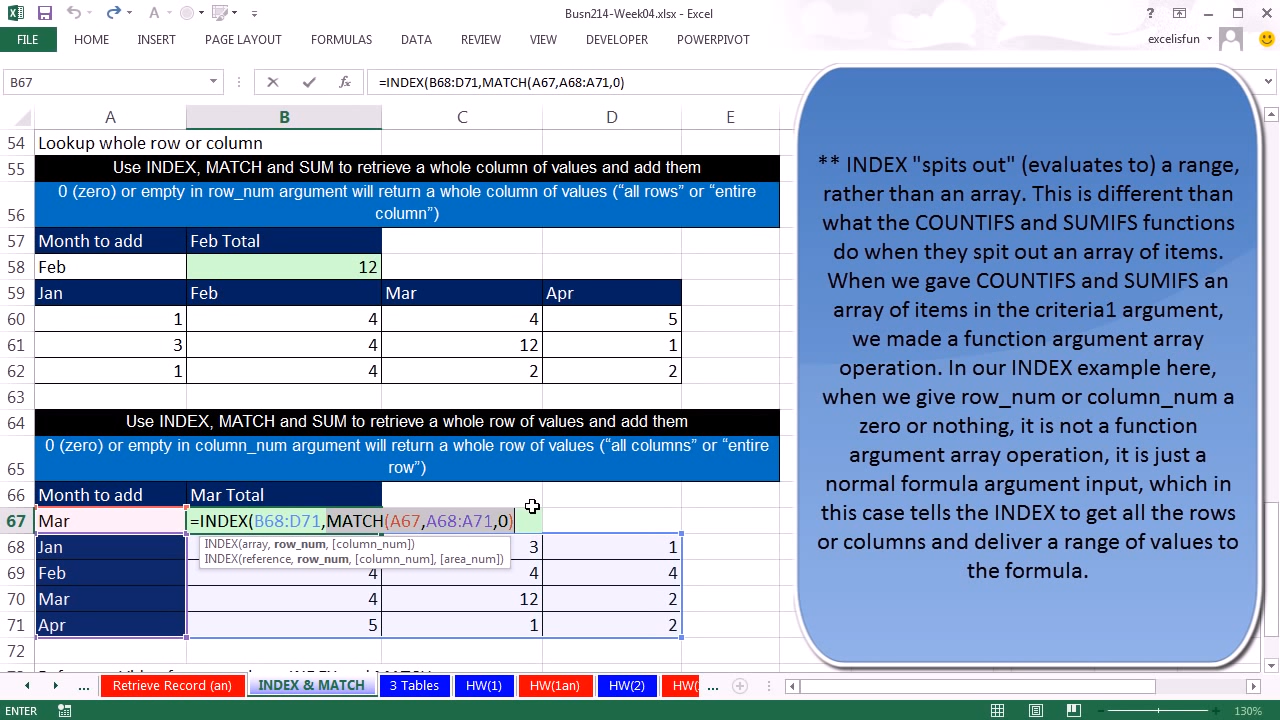 Busn214-Week04.xlsx - Excel
FILE HOME INSERT PAGE LAYOUT FORMULAS DATA REVIEW VIEW DEVELOPER POWERPIVOT excelisfun
B67 fx =INDEX(B68:D71,MATCH(A67,A68:A71,0)
A B C D E
54 Lookup whole row or column
55 Use INDEX, MATCH and SUM to retrieve a whole column of values and add them
0 (zero) or empty in row_num argument will return a whole column of values (“all rows” or “entire
56 column”)
57 Month to add Feb Total
58 Feb 12
59 Jan Feb Mar Apr
60 1 4 4 5
61 3 4 12 1
62 1 4 2 2
63
64 Use INDEX, MATCH and SUM to retrieve a whole row of values and add them
0 (zero) or empty in column_num argument will return a whole row of values (“all columns” or “entire
65 row”)
66 Month to add Mar Total
67 Mar =INDEX(B68:D71,MATCH(A67,A68:A71,0)
68 Jan 3 1
INDEX(array, row_num, [column_num])
INDEX(reference, row_num, [column_num], [area_num])
69 Feb 4 4 4
70 Mar 4 12 2
71 Apr 5 1 2
72
** INDEX "spits out" (evaluates to) a range,
rather than an array. This is different than
what the COUNTIFS and SUMIFS functions
do when they spit out an array of items.
When we gave COUNTIFS and SUMIFS an
array of items in the criteria1 argument,
we made a function argument array
operation. In our INDEX example here,
when we give row_num or column_num a
zero or nothing, it is not a function
argument array operation, it is just a
normal formula argument input, which in
this case tells the INDEX to get all the rows
or columns and deliver a range of values to
the formula.
... Retrieve Record (an) INDEX & MATCH 3 Tables HW(1) HW(1an) HW(2) HW( ...
ENTER 130%